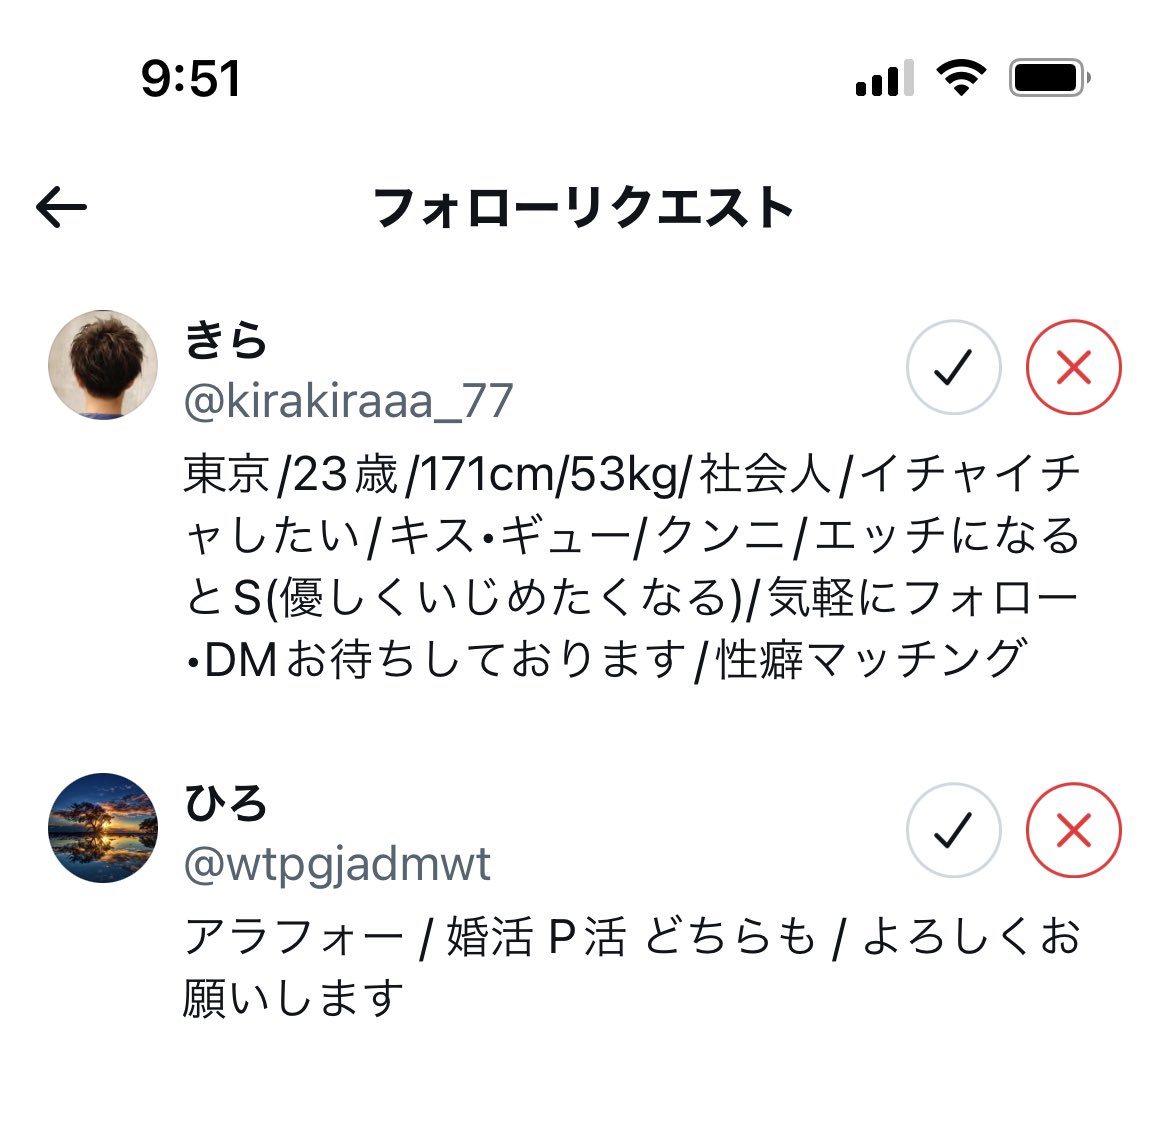 9:51
フォローリクエスト
きら
@kirakiraaa_77
東京/23歳/171cm/53kg/社会人/イチャイチ
ャしたい/キス•ギュー/クンニ/エッチになる
とS(優しくいじめたくなる)/気軽にフォロー
•DMお待ちしております/性癖マッチング
ひろ
@wtpgjadmwt
アラフォー / 婚活 P活 どちらも / よろしくお
願いします